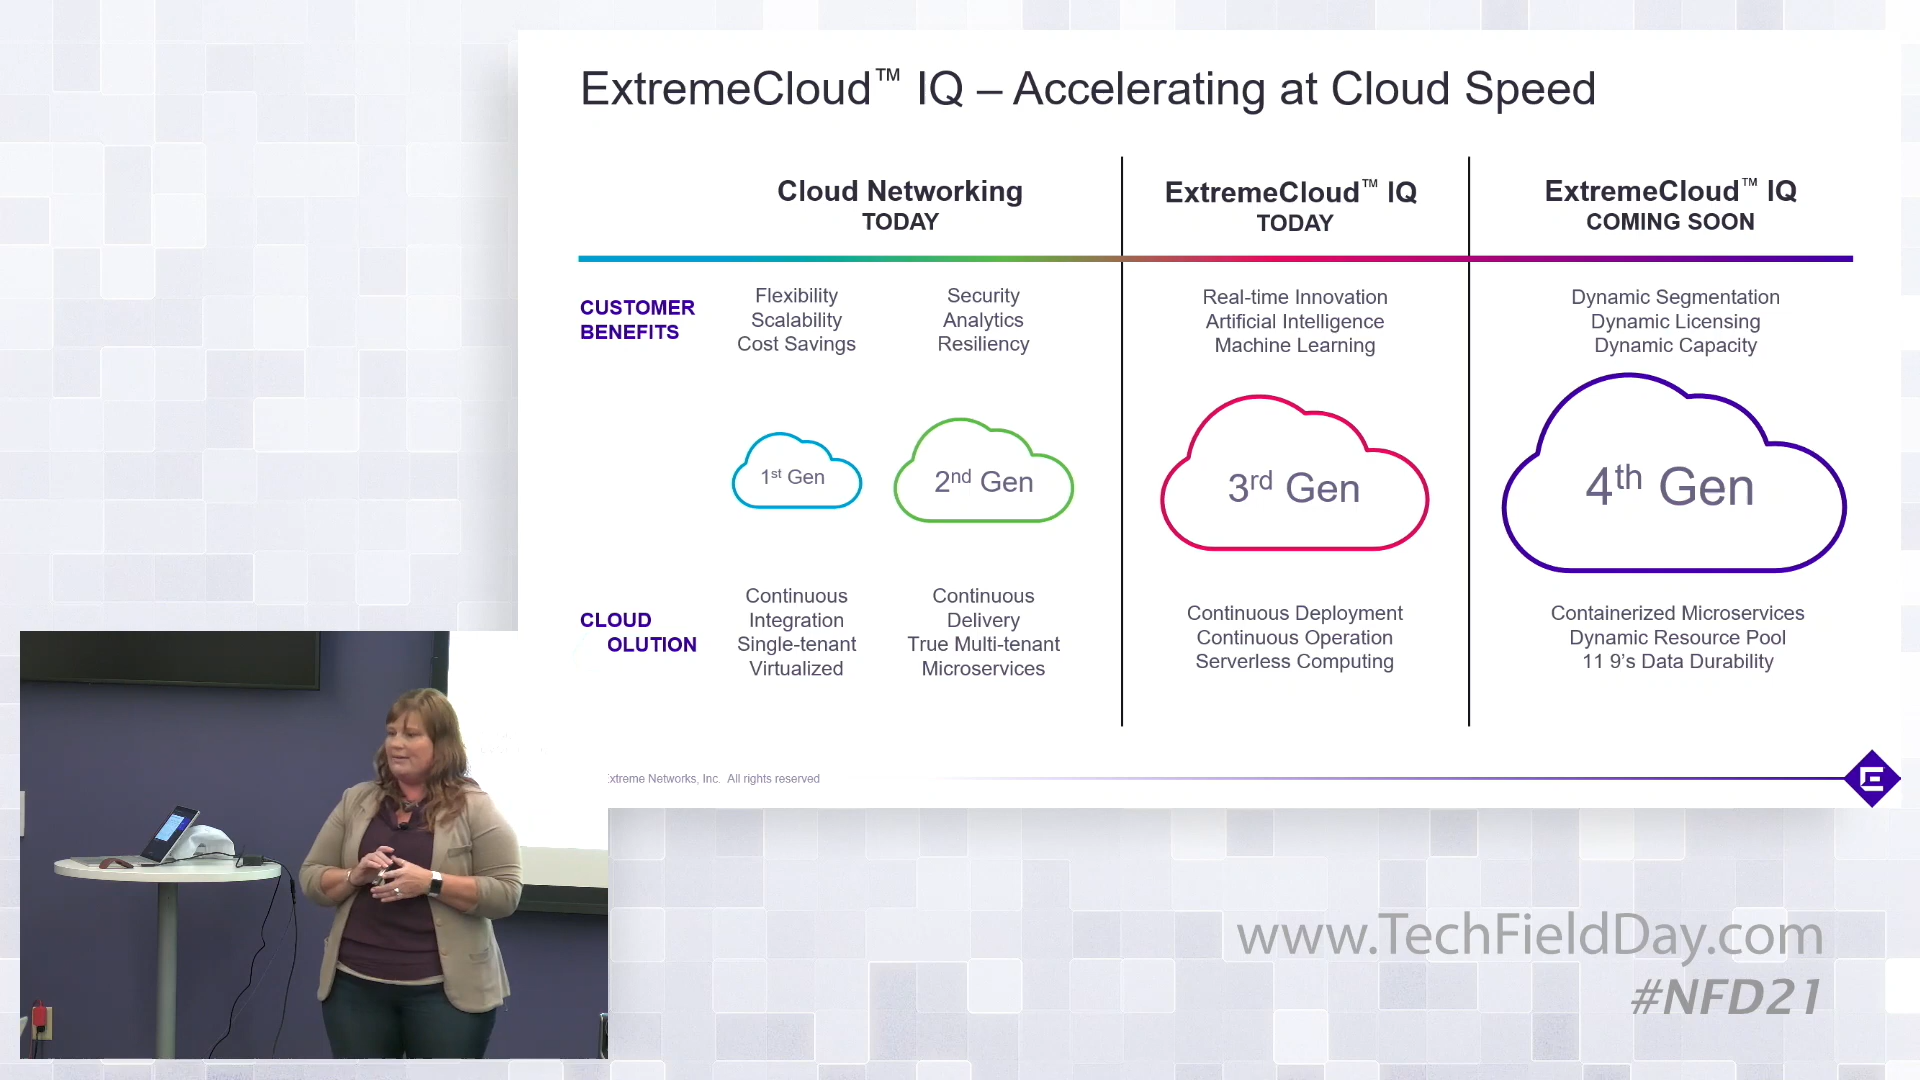 ExtremeCloud™ IQ – Accelerating at Cloud Speed
Cloud Networking
TODAY
ExtremeCloud™ IQ
TODAY
ExtremeCloud™ IQ
COMING SOON
CUSTOMER
BENEFITS
Flexibility
Scalability
Cost Savings
Security
Analytics
Resiliency
Real-time Innovation
Artificial Intelligence
Machine Learning
Dynamic Segmentation
Dynamic Licensing
Dynamic Capacity
1st Gen
2nd Gen
3rd Gen
4th Gen
CLOUD
OLUTION
Continuous
Integration
Single-tenant
Virtualized
Continuous
Delivery
True Multi-tenant
Microservices
Continuous Deployment
Continuous Operation
Serverless Computing
Containerized Microservices
Dynamic Resource Pool
11 9's Data Durability
xtreme Networks, Inc. All rights reserved
www.TechFieldDay.com
#NFD21